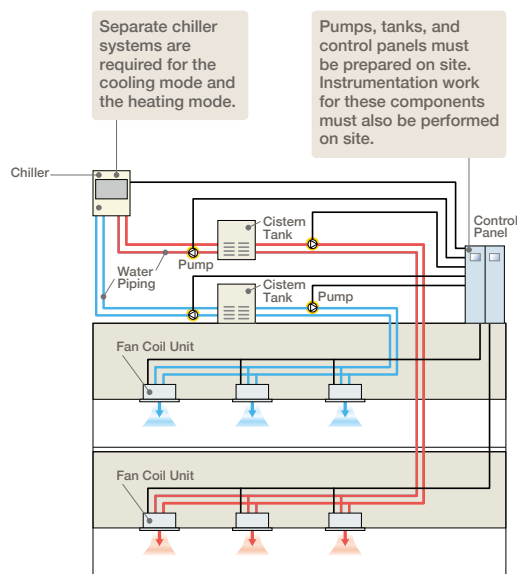 Separate chiller
systems are
required for the
cooling mode and
the heating mode.
Pumps, tanks, and
control panels must
be prepared on site.
Instrumentation work
for these components
must also be performed
on site.
Chiller
Cistern
Tank
Control
Panel
Pump
Water
Piping
Cistern
Tank
Pump
Fan Coil Unit
Fan Coil Unit